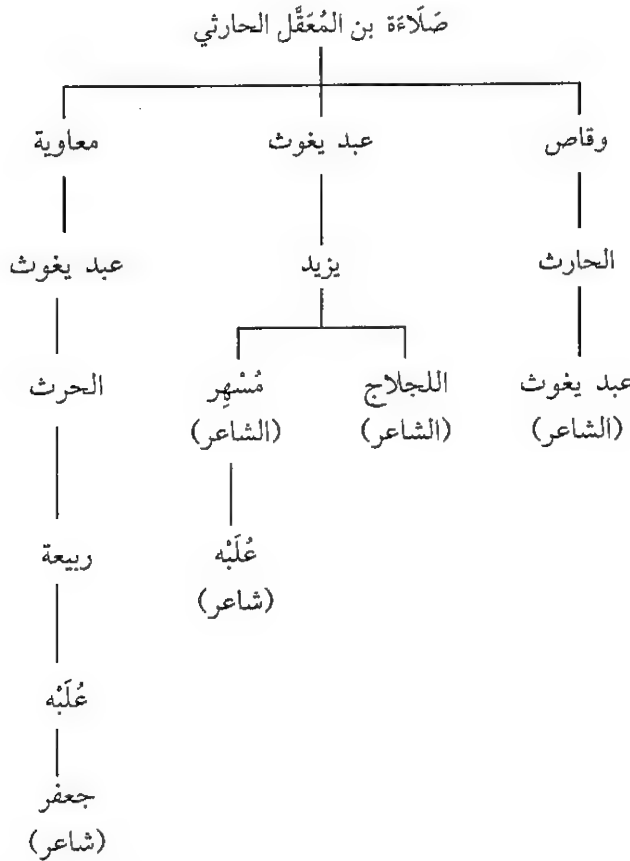 صَلَاءَة بن المُعَقَّل الحارثي
وقاص عبد يغوث معاوية
الحارث يزيد عبد يغوث
عبد يغوث اللجلاج مُسْهِر الحرث
(الشاعر) (الشاعر) (الشاعر)
عُلَبْه ربيعة
(شاعر)
عُلَبْه
جعفر
(شاعر)